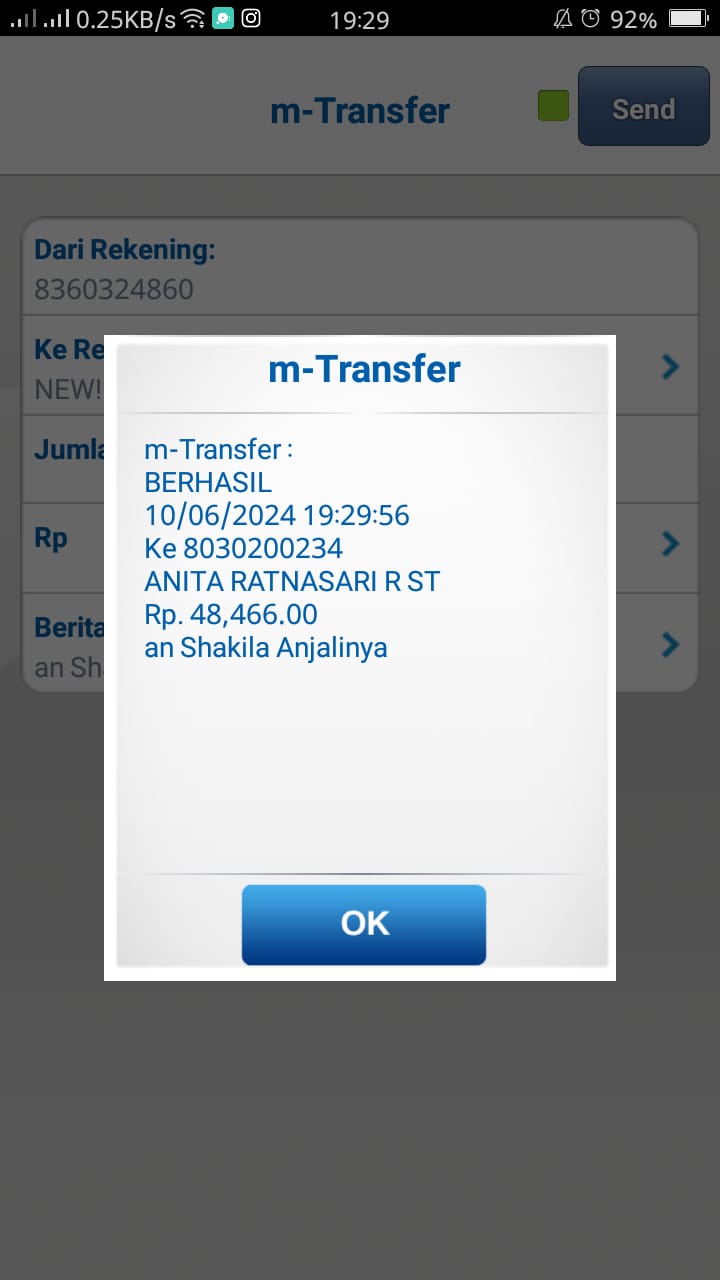 0.25KB/s
19:29
92%
m-Transfer
Send
Dari Rekening:
8360324860
Ke Re
NEW!
Jumla
Rp
Berita
an Sh
m-Transfer
m-Transfer :
BERHASIL
10/06/2024 19:29:56
Ke 8030200234
ANITA RATNASARI R ST
Rp. 48,466.00
an Shakila Anjalinya
OK